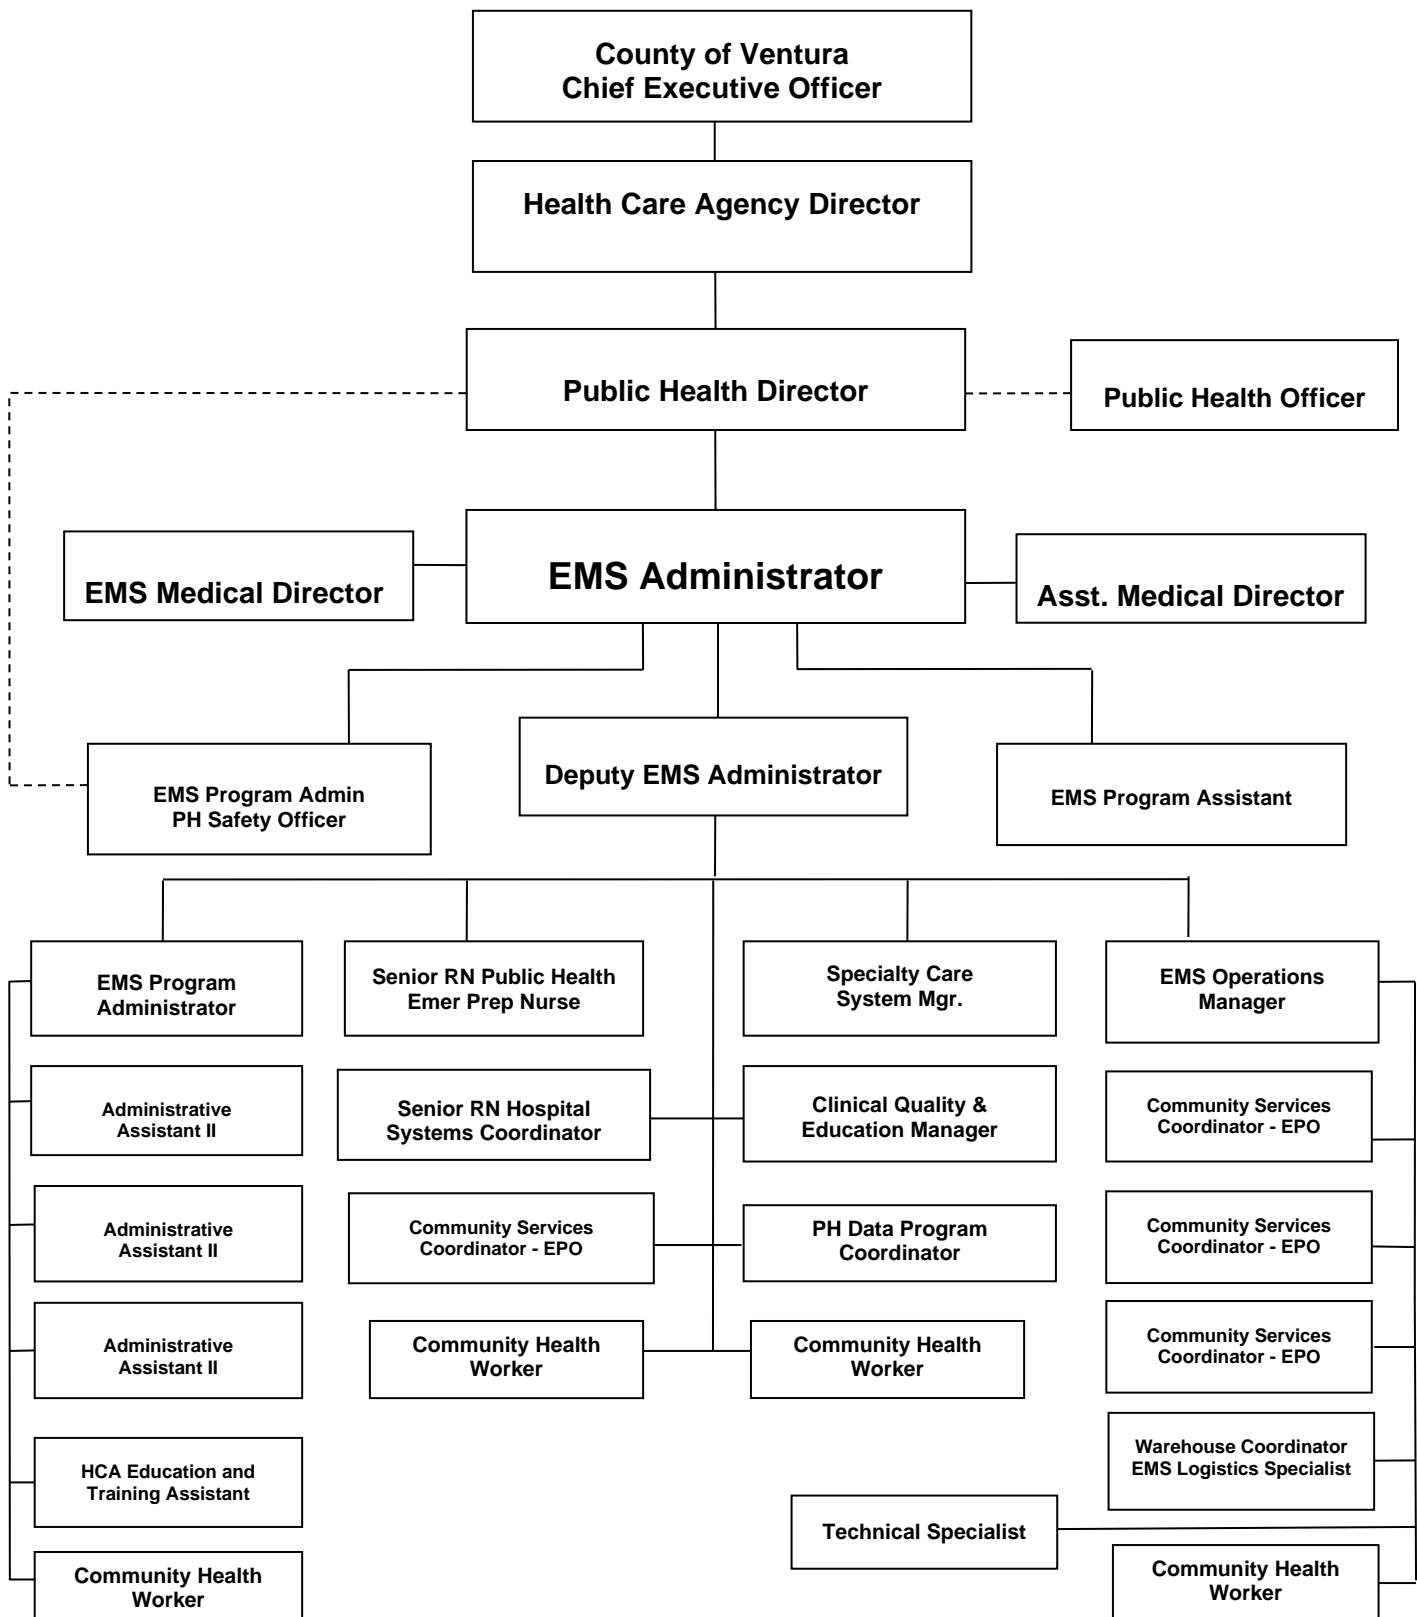 County of Ventura
Chief Executive Officer
Health Care Agency Director
Public Health Director
Public Health Officer
EMS Medical Director
EMS Administrator
Asst. Medical Director
EMS Program Admin
PH Safety Officer
Deputy EMS Administrator
EMS Program Assistant
EMS Program
Administrator
Senior RN Public Health
Emer Prep Nurse
Specialty Care
System Mgr.
EMS Operations
Manager
Administrative
Assistant II
Senior RN Hospital
Systems Coordinator
Clinical Quality &
Education Manager
Community Services
Coordinator - EPO
Administrative
Assistant II
Community Services
Coordinator - EPO
PH Data Program
Coordinator
Community Services
Coordinator - EPO
Administrative
Assistant II
Community Health
Worker
Community Health
Worker
Community Services
Coordinator - EPO
HCA Education and
Training Assistant
Warehouse Coordinator
EMS Logistics Specialist
Technical Specialist
Community Health
Worker
Community Health
Worker